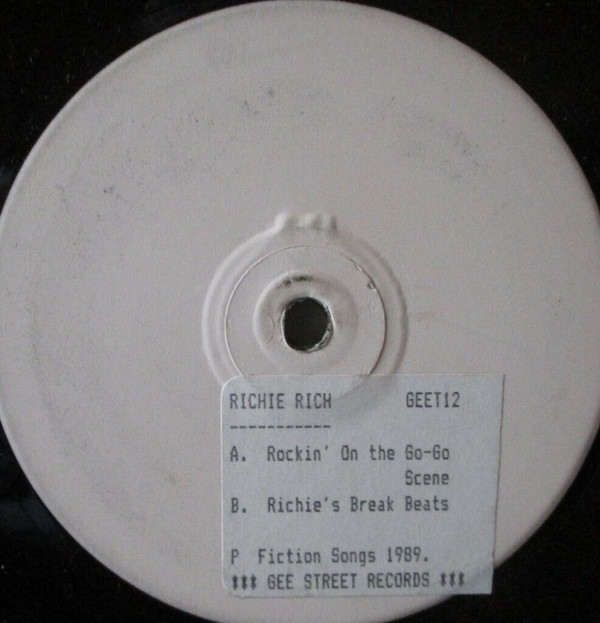 RICHIE RICH GEET12
-----------
A. Rockin' On the Go-Go
Scene
B. Richie's Break Beats
P Fiction Songs 1989.
*** GEE STREET RECORDS ***